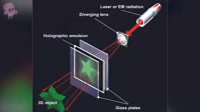 Laser or EM radiation
Diverging lens
Holographic emulsion
3D object
Glass plates